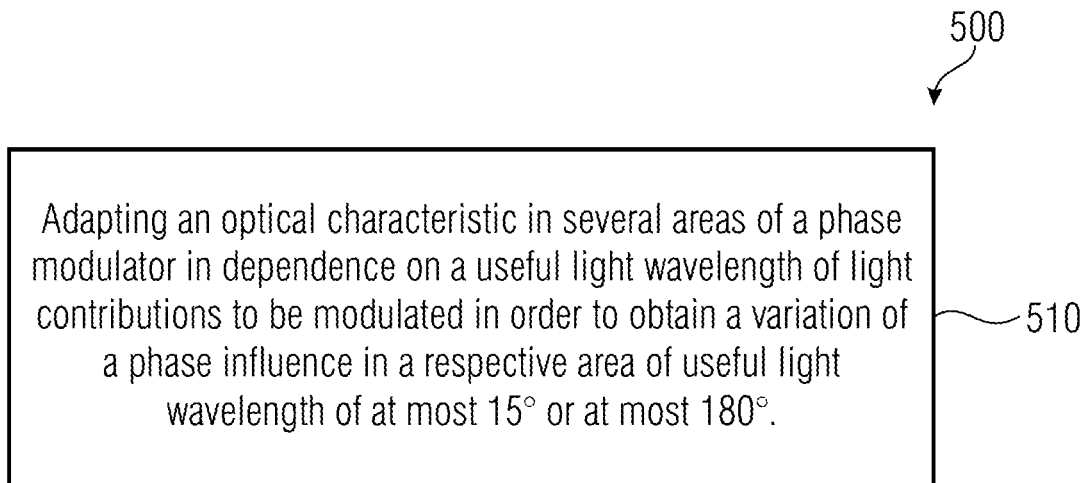 500
Adapting an optical characteristic in several areas of a phase
modulator in dependence on a useful light wavelength of light
contributions to be modulated in order to obtain a variation of
a phase influence in a respective area of useful light
wavelength of at most 15° or at most 180°.
510